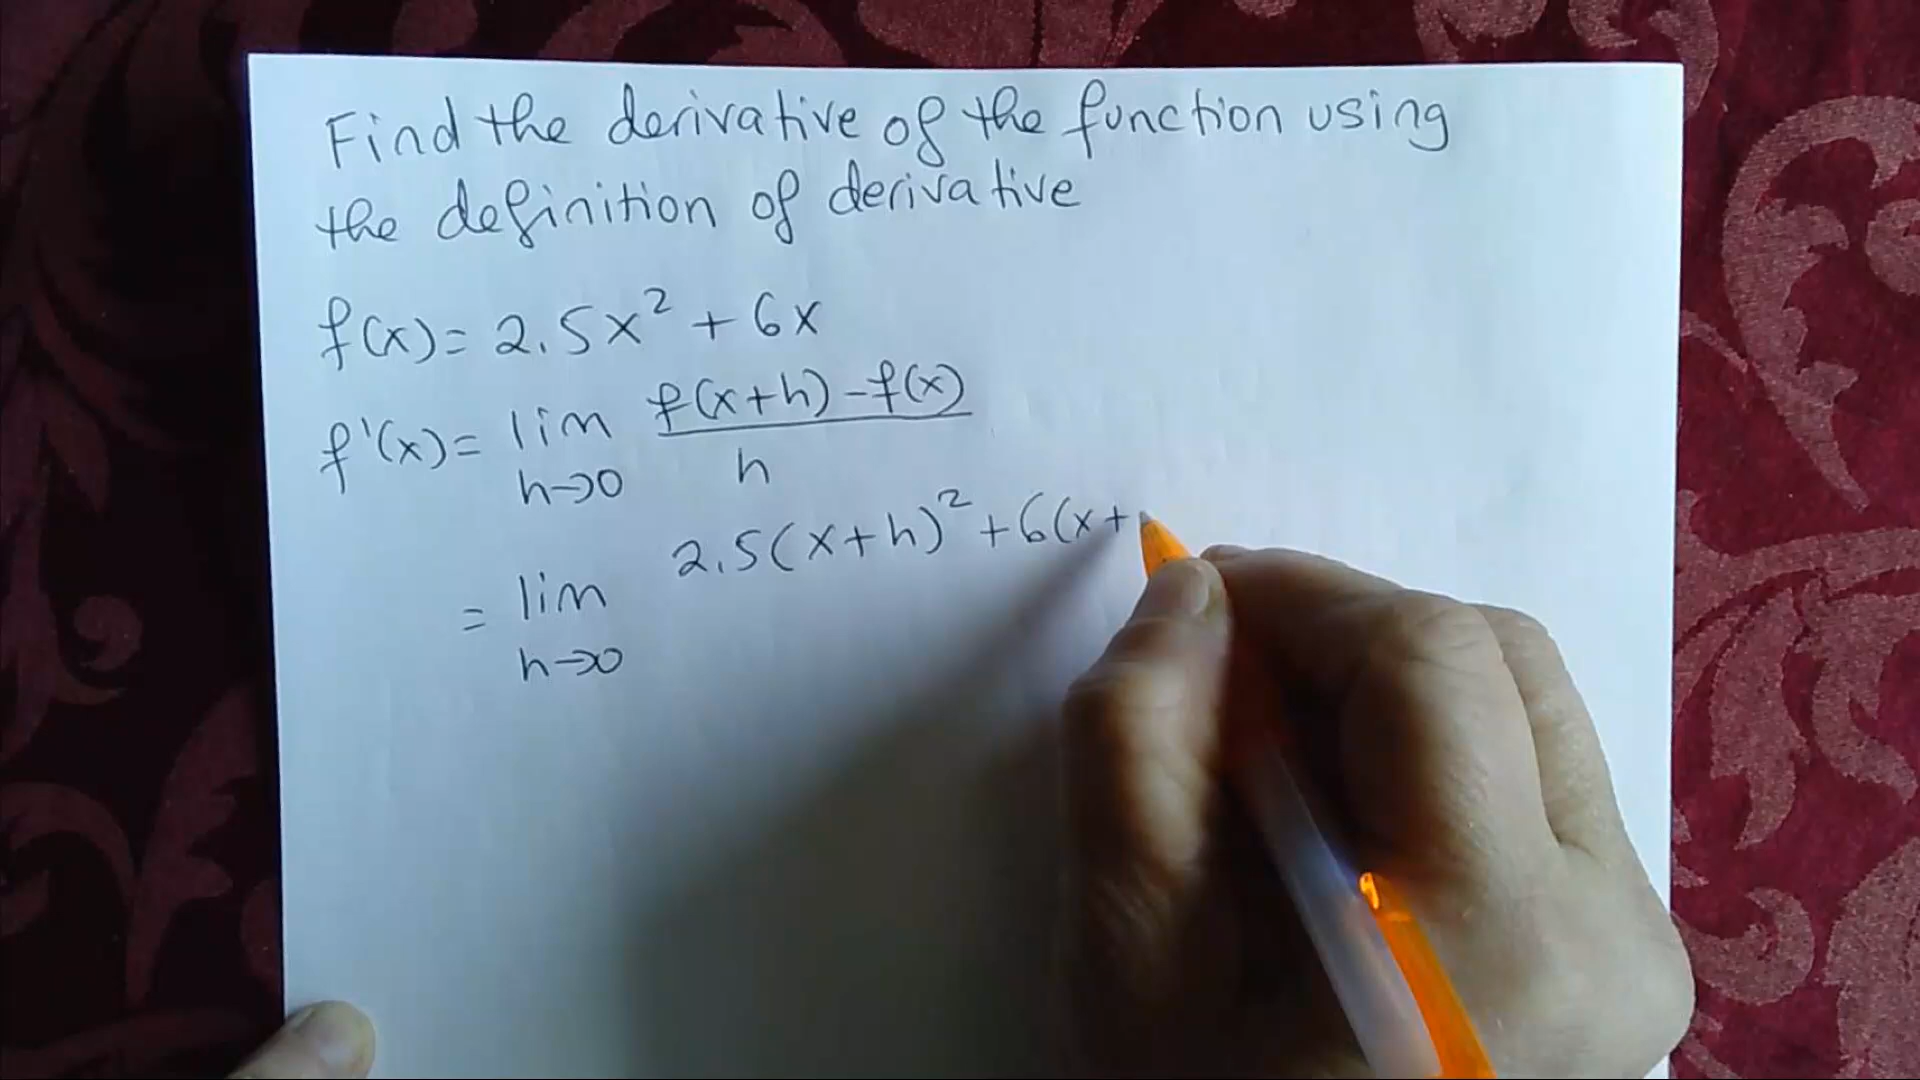 Find the derivative of the function using
the definition of derivative
f(x) = 2.5x² + 6x
f'(x) = lim f(x+h) - f(x)
h→0 h
2.5(x+h)² + 6(x+
= lim
h→0